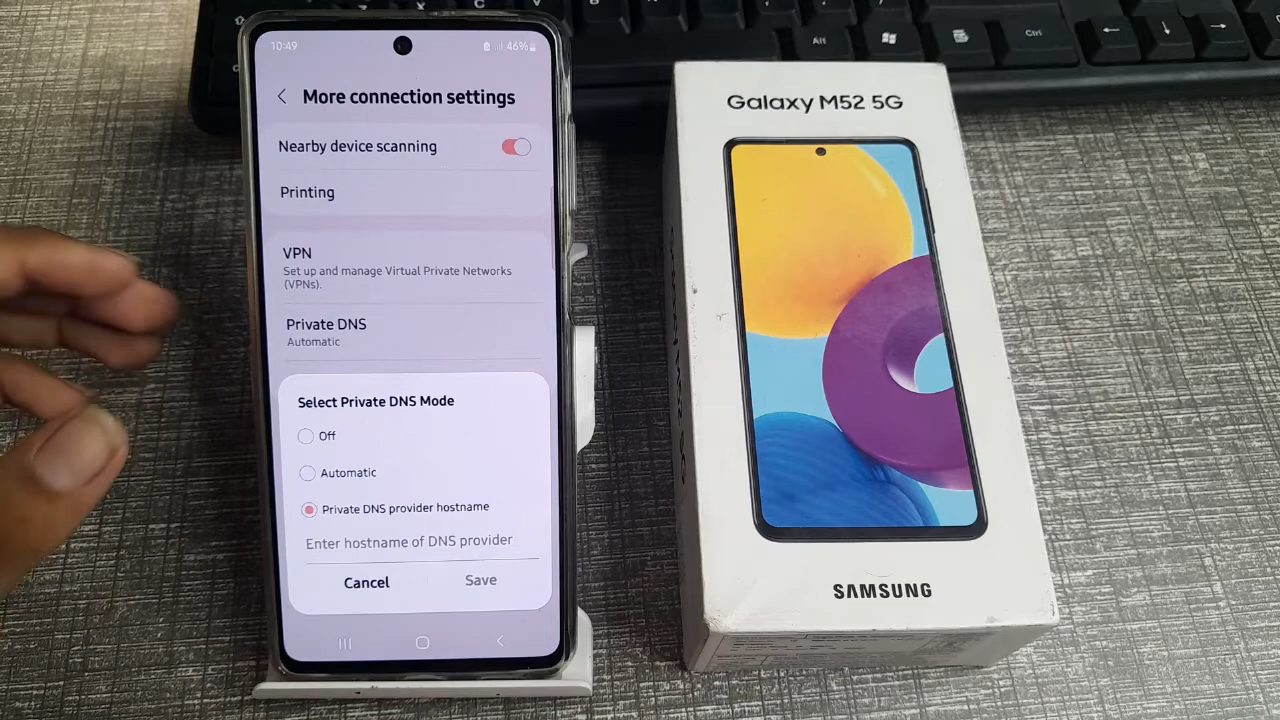 10:49
46%
More connection settings
Nearby device scanning
Printing
VPN
Set up and manage Virtual Private Networks
(VPNs).
Private DNS
Automatic
Select Private DNS Mode
Off
Automatic
Private DNS provider hostname
Enter hostname of DNS provider
Cancel
Save
Galaxy M52 5G
SAMSUNG
Alt
Ctrl